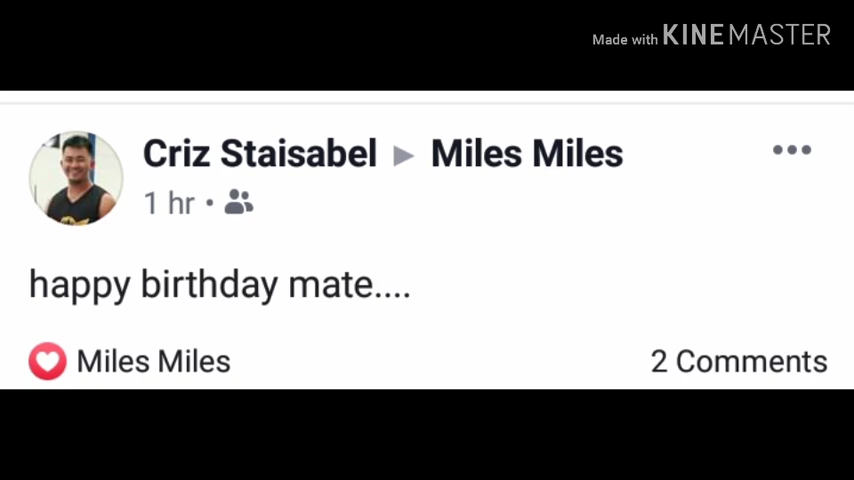 Made with KINEMASTER
Criz Staisabel ▶ Miles Miles
1 hr •
happy birthday mate....
Miles Miles
2 Comments